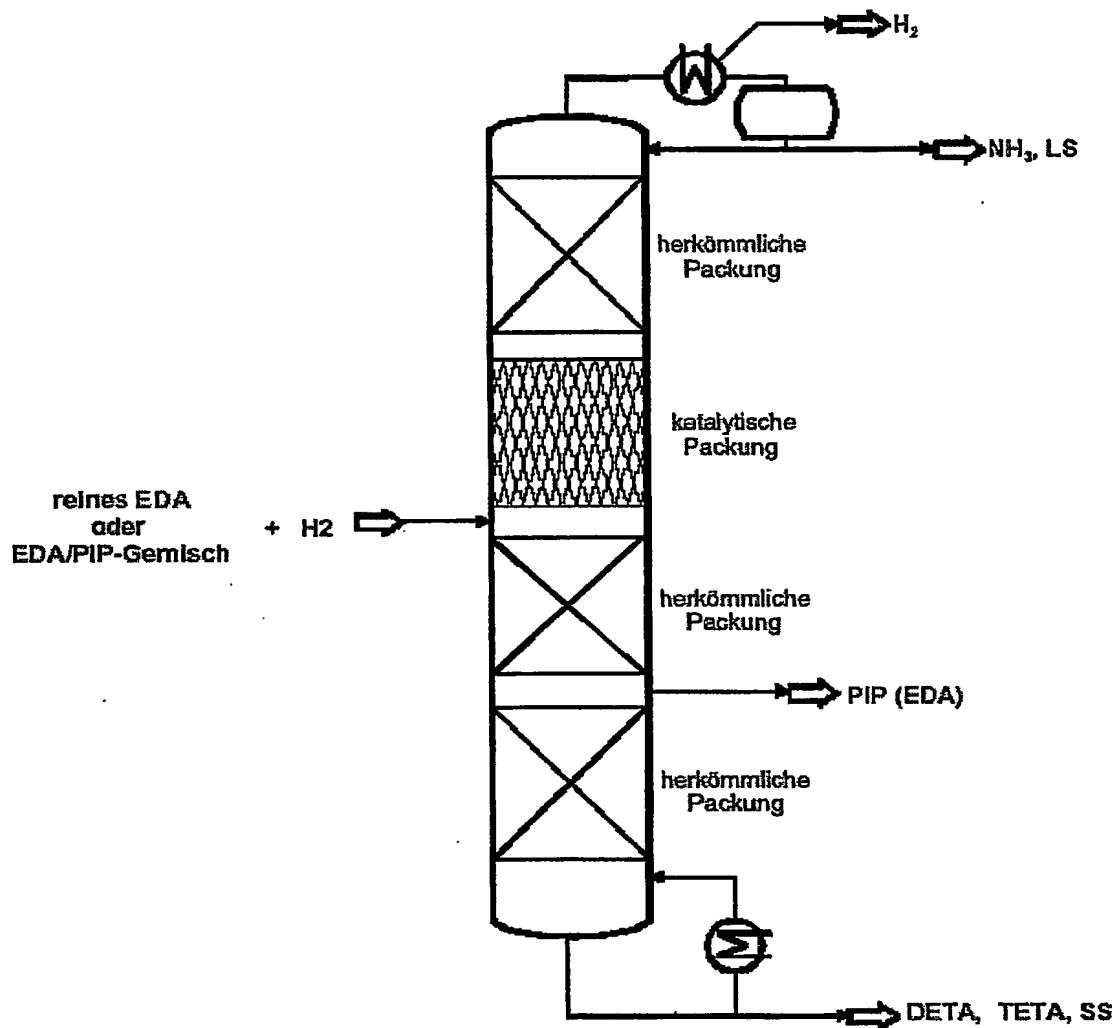 H₂
NH₃, LS
herkömmliche
Packung
katalytische
Packung
reines EDA
oder
EDA/PIP-Gemisch
+ H2
herkömmliche
Packung
PIP (EDA)
herkömmliche
Packung
DETA, TETA, SS